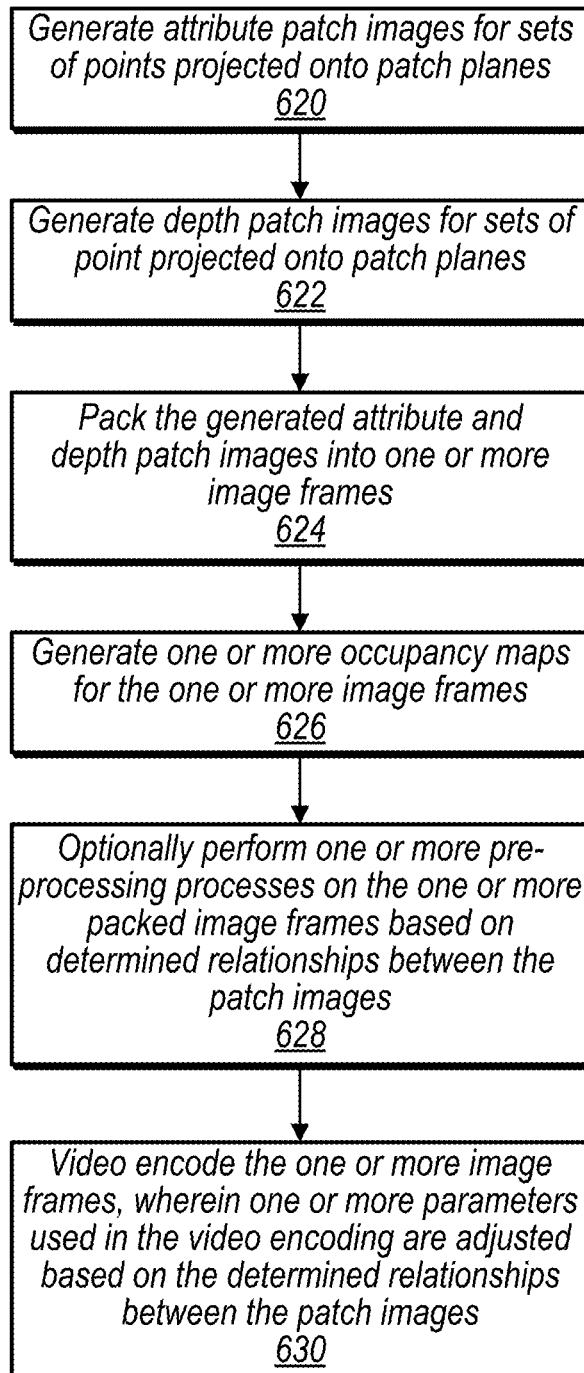 Generate attribute patch images for sets
of points projected onto patch planes
620
Generate depth patch images for sets of
point projected onto patch planes
622
Pack the generated attribute and
depth patch images into one or more
image frames
624
Generate one or more occupancy maps
for the one or more image frames
626
Optionally perform one or more pre-
processing processes on the one or more
packed image frames based on
determined relationships between the
patch images
628
Video encode the one or more image
frames, wherein one or more parameters
used in the video encoding are adjusted
based on the determined relationships
between the patch images
630